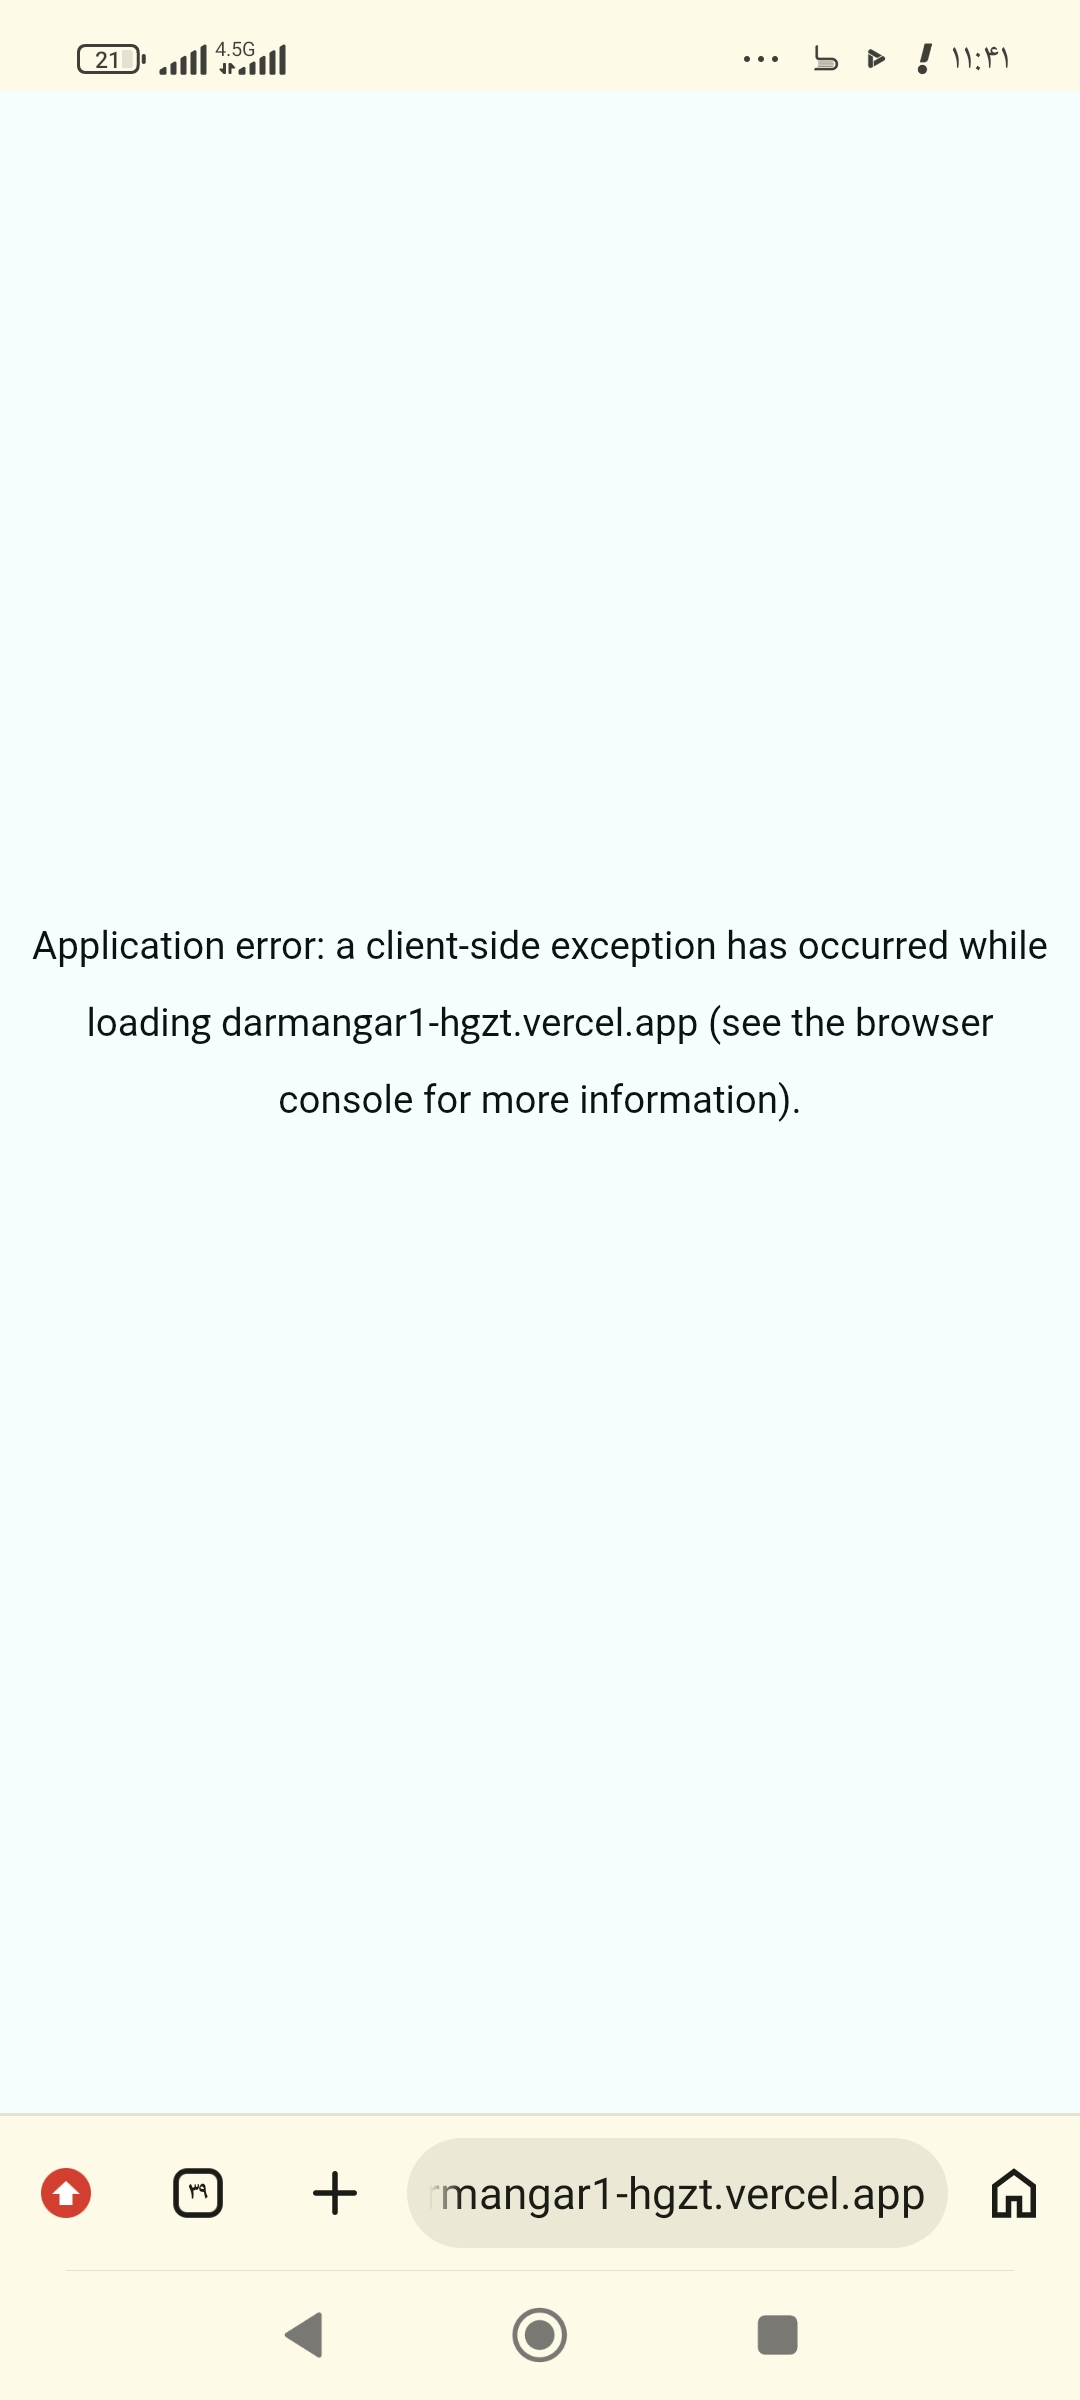 21 4.5G ۱۱:۴۱
Application error: a client-side exception has occurred while
loading darmangar1-hgzt.vercel.app (see the browser
console for more information).
۳۹ rmangar1-hgzt.vercel.app